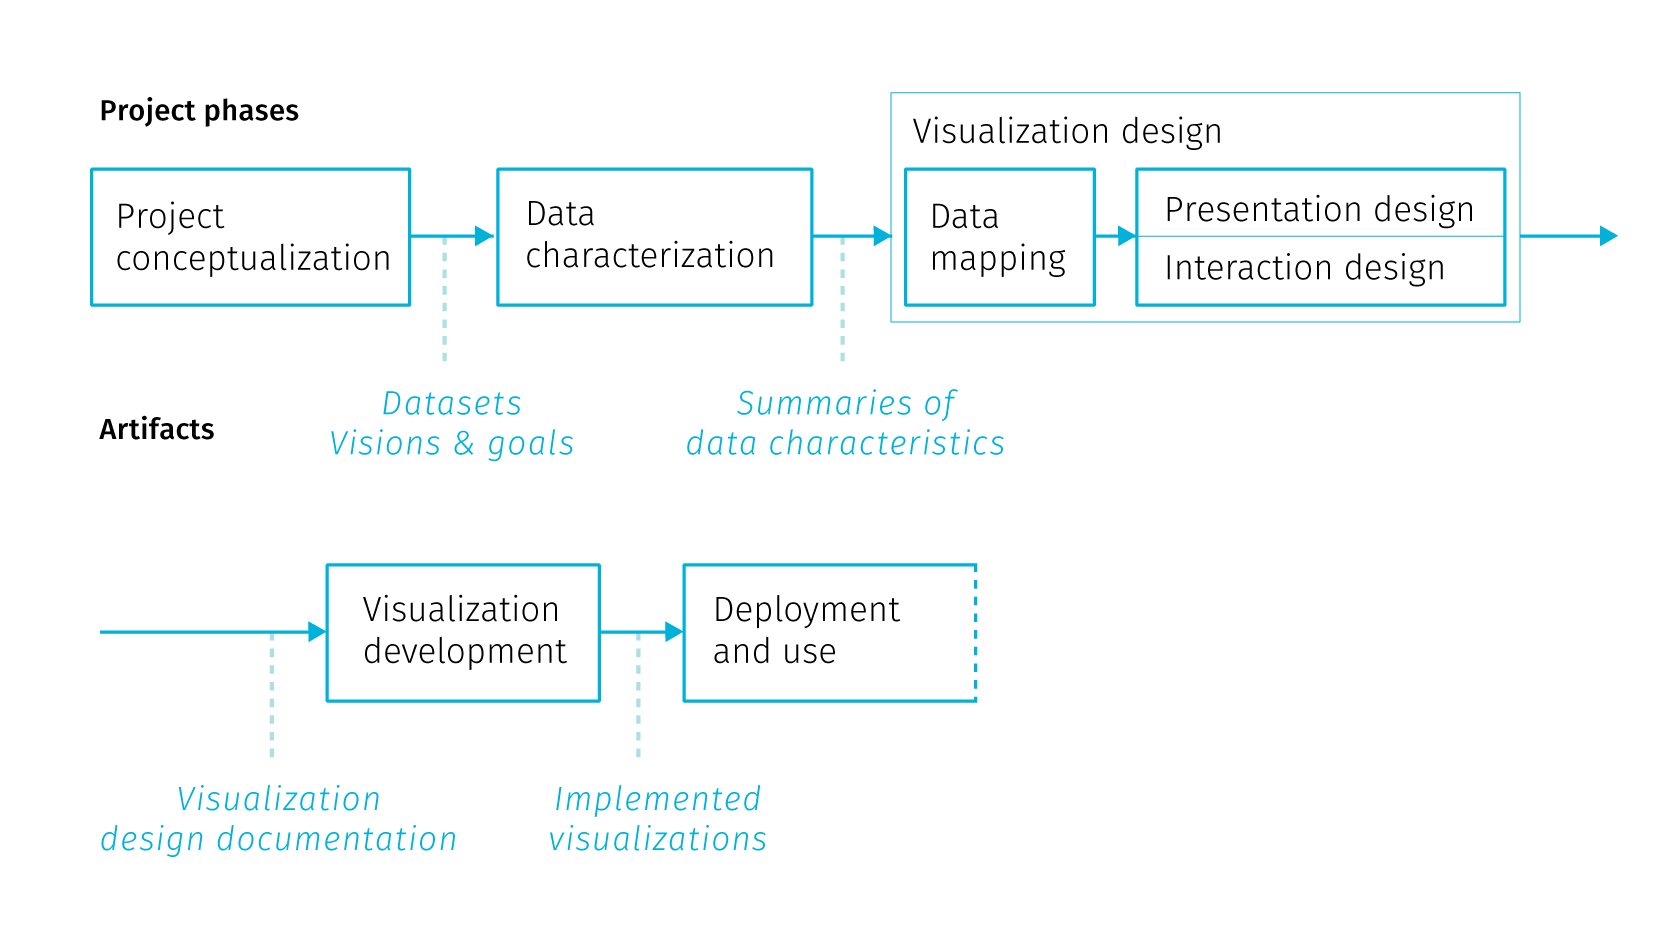 Project phases
Visualization design
Project
conceptualization
Data
characterization
Data
mapping
Presentation design
Interaction design
Artifacts
Datasets
Visions & goals
Summaries of
data characteristics
Visualization
development
Deployment
and use
Visualization
design documentation
Implemented
visualizations